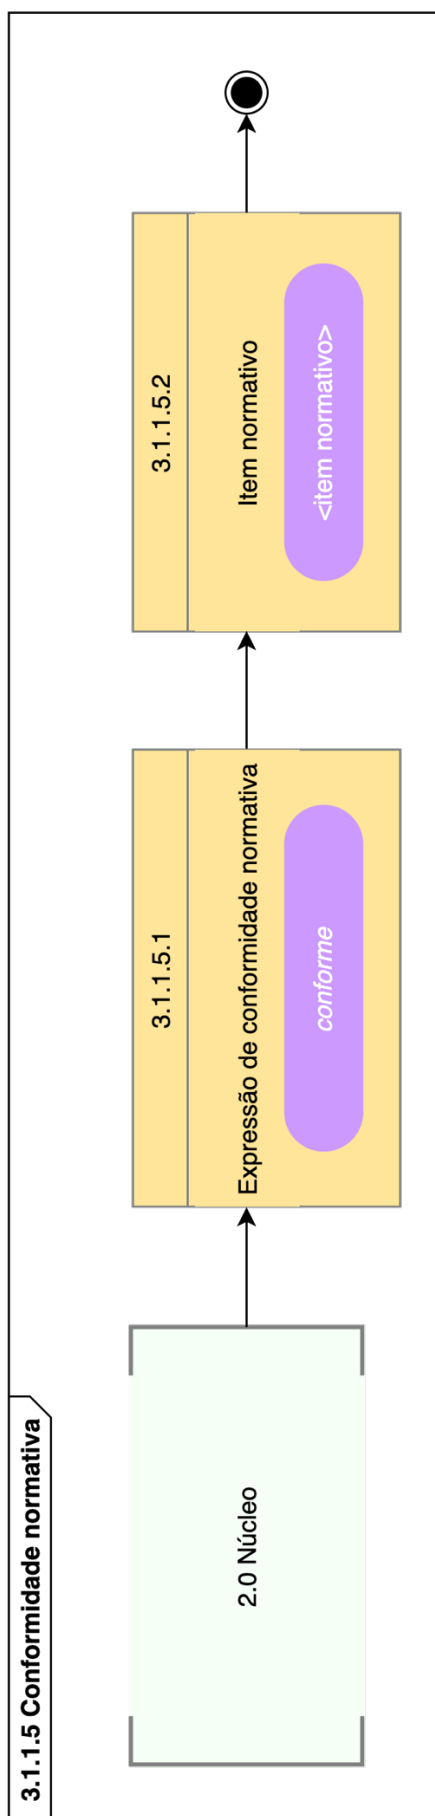 3.1.1.5 Conformidade normativa
2.0 Núcleo
3.1.1.5.1
Expressão de conformidade normativa
conforme
3.1.1.5.2
Item normativo
<item normativo>